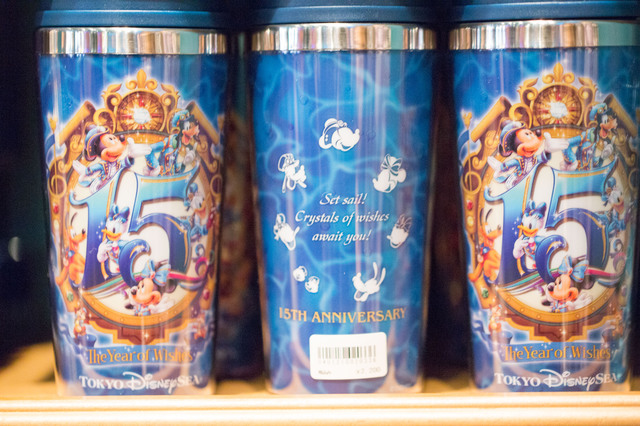 15
The Year of Wishes
TOKYO DISNEYSEA
Set sail!
Crystals of wishes
await you!
15TH ANNIVERSARY
15
The Year of Wishes
TOKYO DISNEYSEA